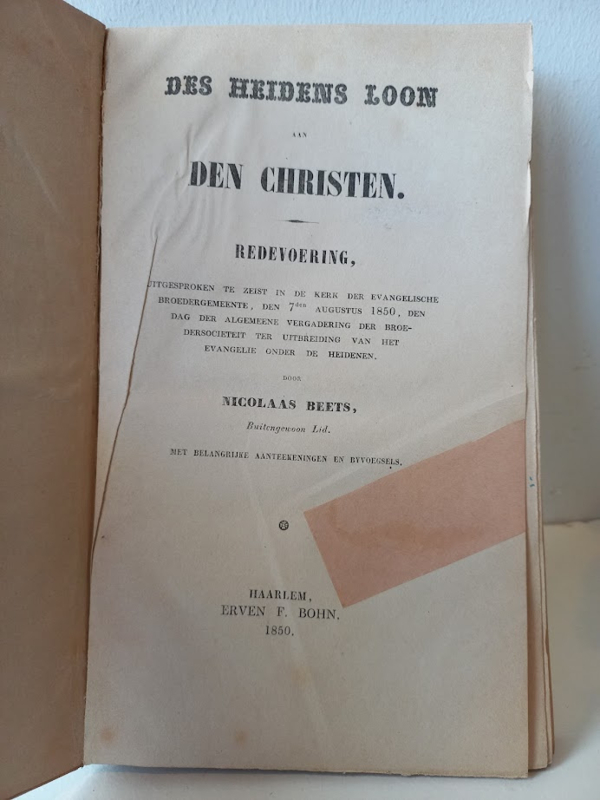 DES HEIDENS LOON
AAN
DEN CHRISTEN.
REDEVOERING,
UITGESPROKEN TE ZEIST IN DE KERK DER EVANGELISCHE
BROEDERGEMEENTE, DEN 7den AUGUSTUS 1850, DEN
DAG DER ALGEMEENE VERGADERING DER BROE-
DERSOCIETEIT TER UITBREIDING VAN HET
EVANGELIE ONDER DE HEIDENEN.
DOOR
NICOLAAS BEETS,
Buitengewoon Lid.
MET BELANGRIJKE AANTEEKENINGEN EN BYVOEGSELS.
HAARLEM,
ERVEN F. BOHN.
1850.